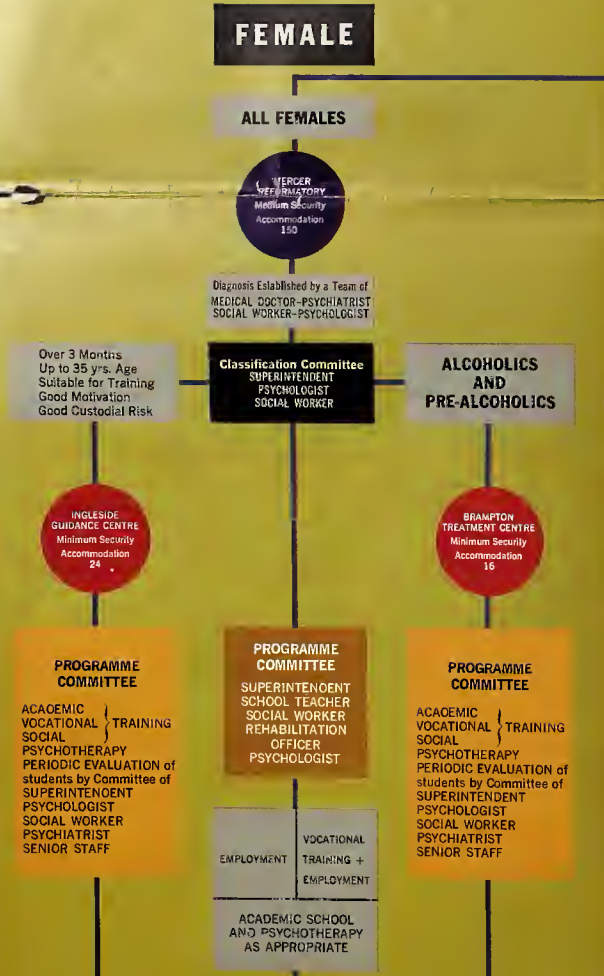 FEMALE
ALL FEMALES
MERCER
REFORMATORY
Medium Security
Accommodation
150
Diagnosis Established by a Team of
MEDICAL DOCTOR-PSYCHIATRIST
SOCIAL WORKER-PSYCHOLOGIST
Over 3 Months
Up to 35 yrs. Age
Suitable for Training
Good Motivation
Good Custodial Risk
Classification Committee
SUPERINTENDENT
PSYCHOLOGIST
SOCIAL WORKER
ALCOHOLICS
AND
PRE-ALCOHOLICS
INGLESIDE
GUIDANCE CENTRE
Minimum Security
Accommodation
24
BRAMPTON
TREATMENT CENTRE
Minimum Security
Accommodation
16
PROGRAMME
COMMITTEE
ACADEMIC
VOCATIONAL } TRAINING
SOCIAL
PSYCHOTHERAPY
PERIODIC EVALUATION of
students by Committee of
SUPERINTENDENT
PSYCHOLOGIST
SOCIAL WORKER
PSYCHIATRIST
SENIOR STAFF
PROGRAMME
COMMITTEE
SUPERINTENDENT
SCHOOL TEACHER
SOCIAL WORKER
REHABILITATION
OFFICER
PSYCHOLOGIST
PROGRAMME
COMMITTEE
ACADEMIC
VOCATIONAL } TRAINING
SOCIAL
PSYCHOTHERAPY
PERIODIC EVALUATION of
students by Committee of
SUPERINTENDENT
PSYCHOLOGIST
SOCIAL WORKER
PSYCHIATRIST
SENIOR STAFF
EMPLOYMENT
VOCATIONAL
TRAINING +
EMPLOYMENT
ACADEMIC SCHOOL
AND PSYCHOTHERAPY
AS APPROPRIATE